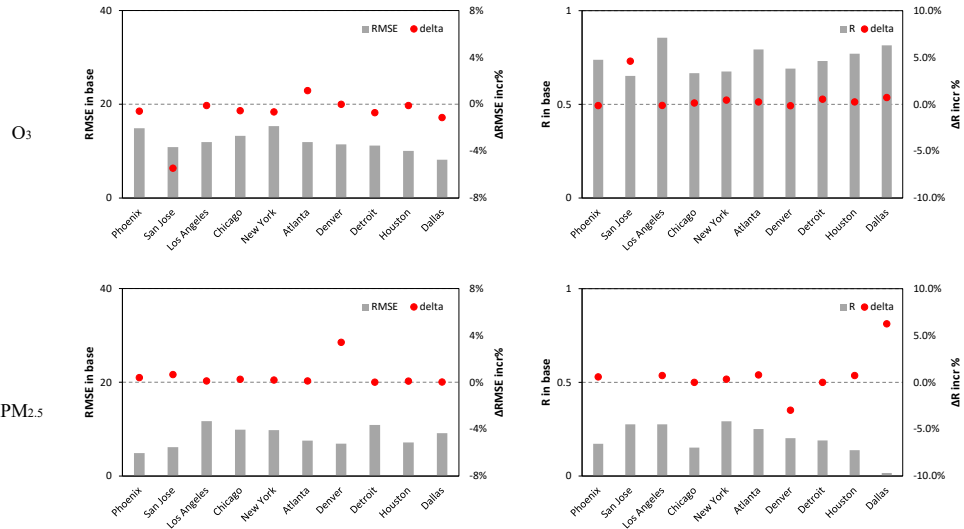 O3
40
20
0
RMSE in base
8%
4%
0%
-4%
-8%
ΔRMSE incr%
RMSE delta
Phoenix
San Jose
Los Angeles
Chicago
New York
Atlanta
Denver
Detroit
Houston
Dallas
1
0.5
0
R in base
10.0%
5.0%
0.0%
-5.0%
-10.0%
ΔR incr %
R delta
Phoenix
San Jose
Los Angeles
Chicago
New York
Atlanta
Denver
Detroit
Houston
Dallas
PM2.5
40
20
0
RMSE in base
8%
4%
0%
-4%
-8%
ΔRMSE incr%
RMSE delta
Phoenix
San Jose
Los Angeles
Chicago
New York
Atlanta
Denver
Detroit
Houston
Dallas
1
0.5
0
R in base
10.0%
5.0%
0.0%
-5.0%
-10.0%
ΔR incr %
R delta
Phoenix
San Jose
Los Angeles
Chicago
New York
Atlanta
Denver
Detroit
Houston
Dallas